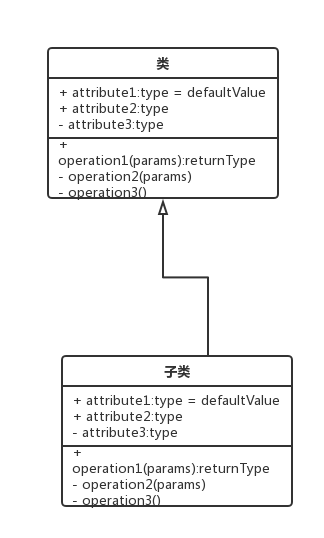 类
+ attribute1:type = defaultValue
+ attribute2:type
- attribute3:type
+
operation1(params):returnType
- operation2(params)
- operation3()
子类
+ attribute1:type = defaultValue
+ attribute2:type
- attribute3:type
+
operation1(params):returnType
- operation2(params)
- operation3()